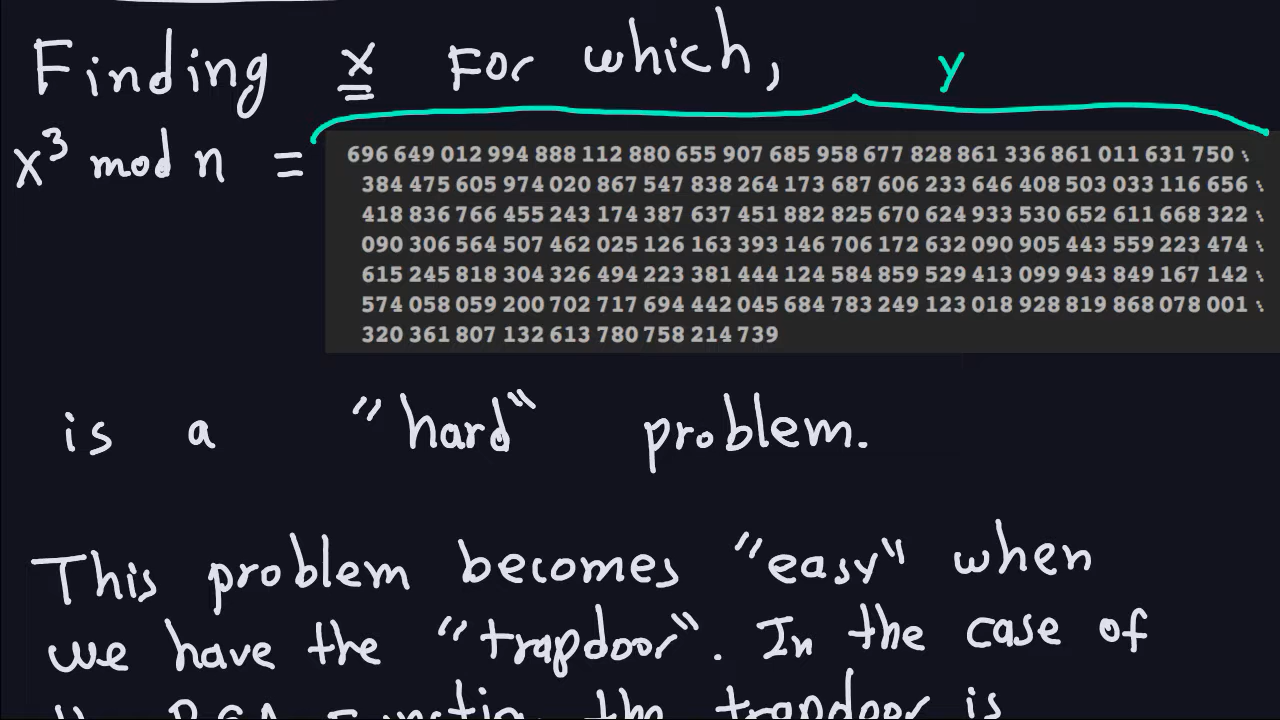 Finding x For which,
y
x³ mod n =
696 649 012 994 888 112 880 655 907 685 958 677 828 861 336 861 011 631 750 \
384 475 605 974 020 867 547 838 264 173 687 606 233 646 408 503 033 116 656 \
418 836 766 455 243 174 387 637 451 882 825 670 624 933 530 652 611 668 322 \
090 306 564 507 462 025 126 163 393 146 706 172 632 090 905 443 559 223 474 \
615 245 818 304 326 494 223 381 444 124 584 859 529 413 099 943 849 167 142 \
574 058 059 200 702 717 694 442 045 684 783 249 123 018 928 819 868 078 001 \
320 361 807 132 613 780 758 214 739
is a "hard" problem.
This problem becomes "easy" when
we have the "trapdoor". In the case of
the RSA function the trapdoor is